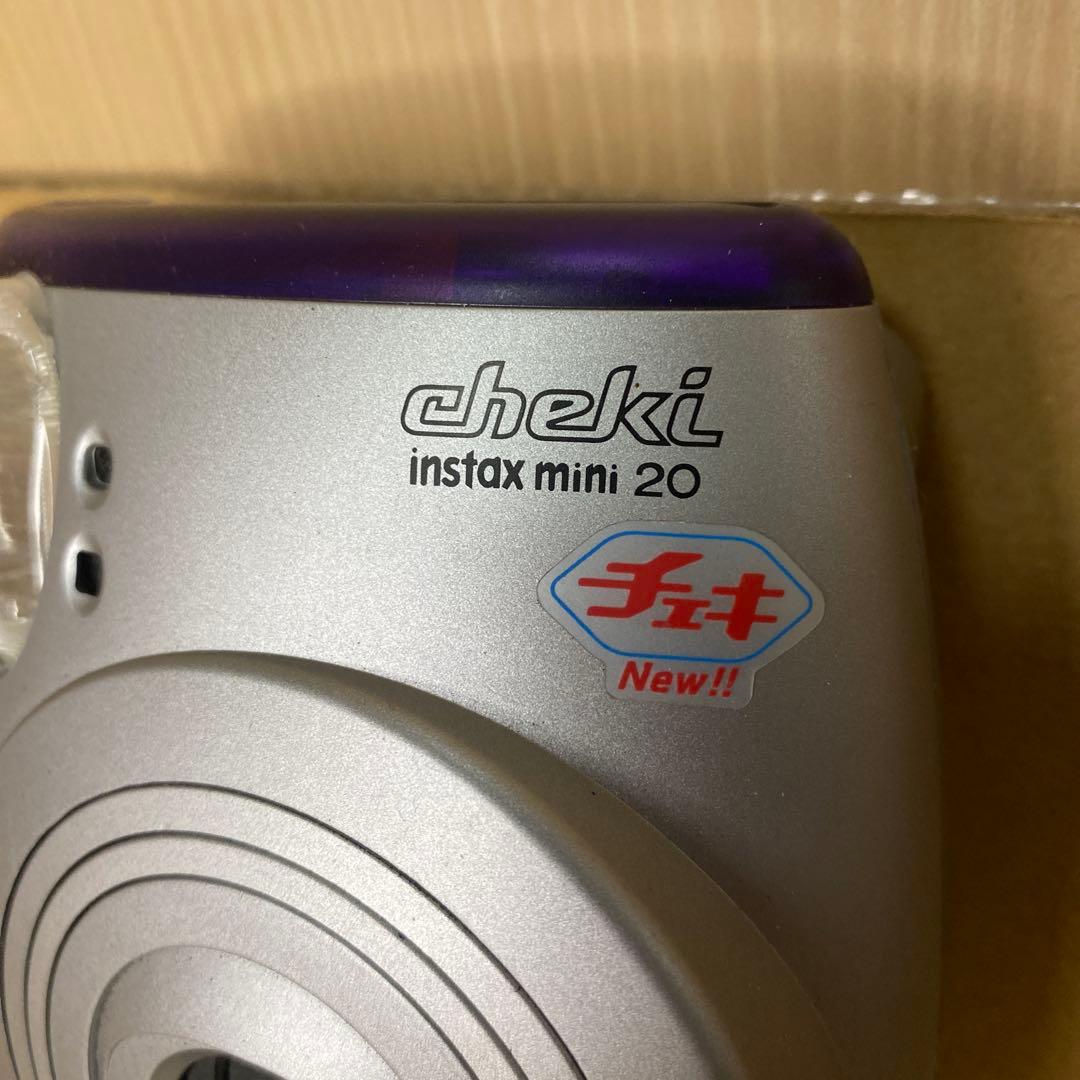 cheki
instax mini 20
チェキ
New!!